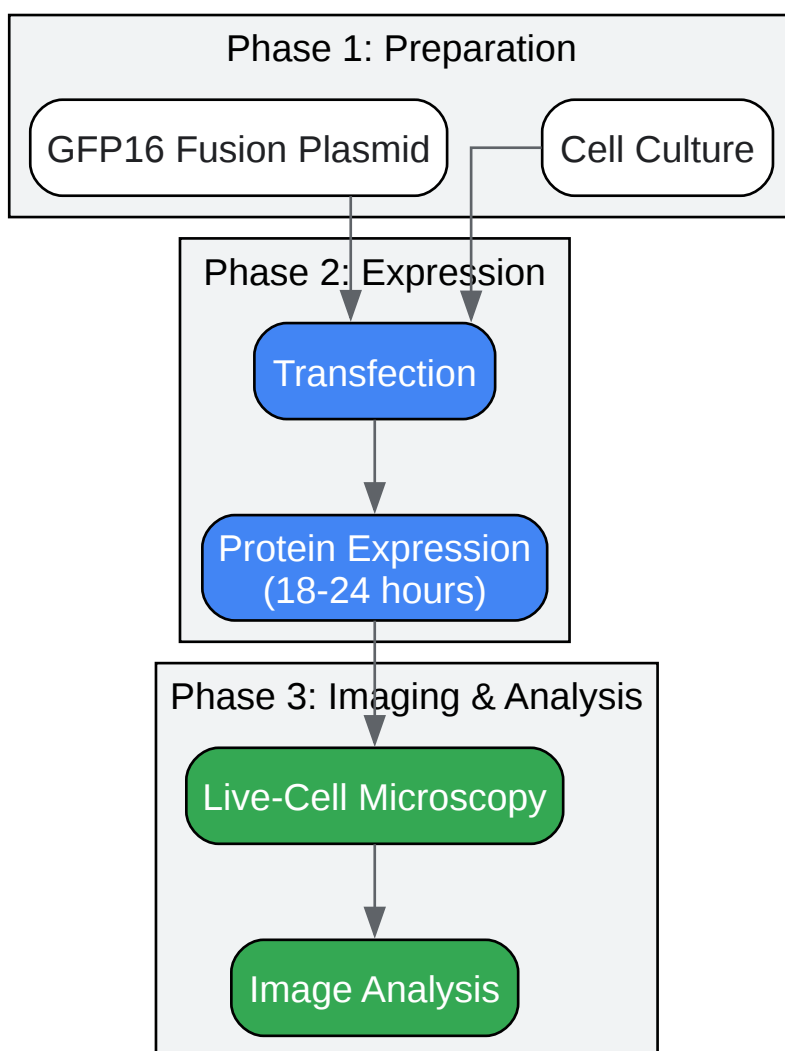 Phase 1: Preparation
GFP16 Fusion Plasmid
Cell Culture
Phase 2: Expression
Transfection
Protein Expression
(18-24 hours)
Phase 3: Imaging & Analysis
Live-Cell Microscopy
Image Analysis